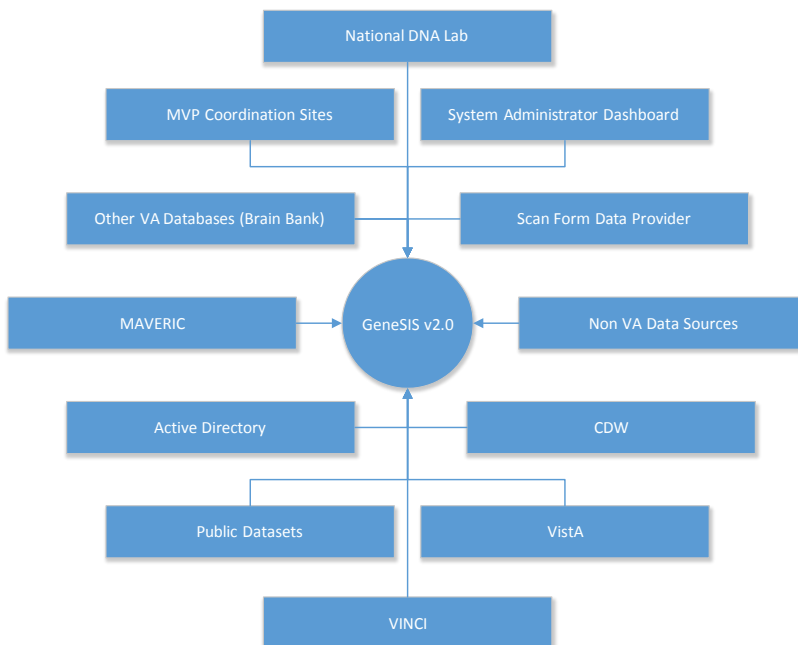 National DNA Lab
MVP Coordination Sites
System Administrator Dashboard
Other VA Databases (Brain Bank)
Scan Form Data Provider
MAVERIC
GeneSIS v2.0
Non VA Data Sources
Active Directory
CDW
Public Datasets
VistA
VINCI